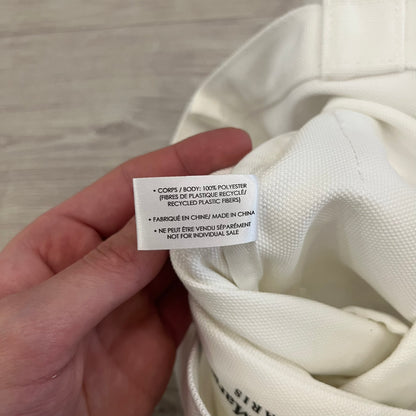 • CORPS / BODY: 100% POLYESTER
(FIBRES DE PLASTIQUE RECYCLÉ/
RECYCLED PLASTIC FIBERS)
• FABRIQUÉ EN CHINE/ MADE IN CHINA
• NE PEUT ÊTRE VENDU SÉPARÉMENT
NOT FOR INDIVIDUAL SALE